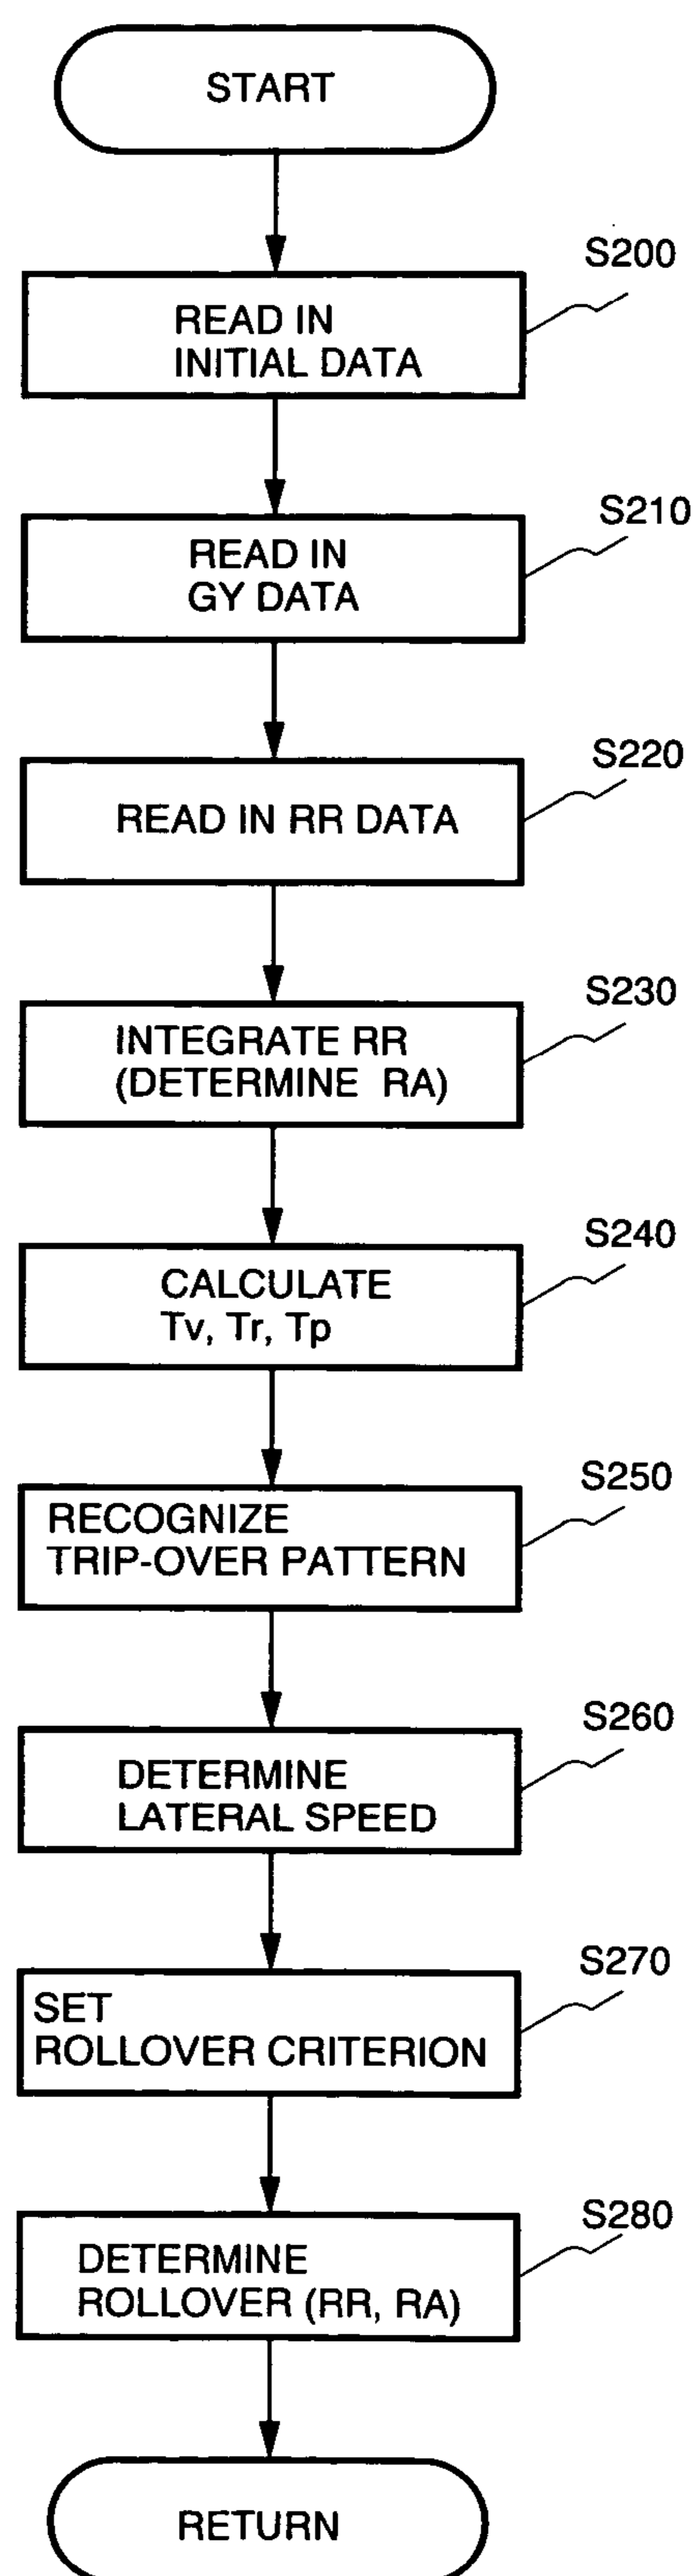 START
S200
READ IN
INITIAL DATA
S210
READ IN
GY DATA
S220
READ IN RR DATA
S230
INTEGRATE RR
(DETERMINE RA)
S240
CALCULATE
Tv, Tr, Tp
S250
RECOGNIZE
TRIP-OVER PATTERN
S260
DETERMINE
LATERAL SPEED
S270
SET
ROLLOVER CRITERION
S280
DETERMINE
ROLLOVER (RR, RA)
RETURN